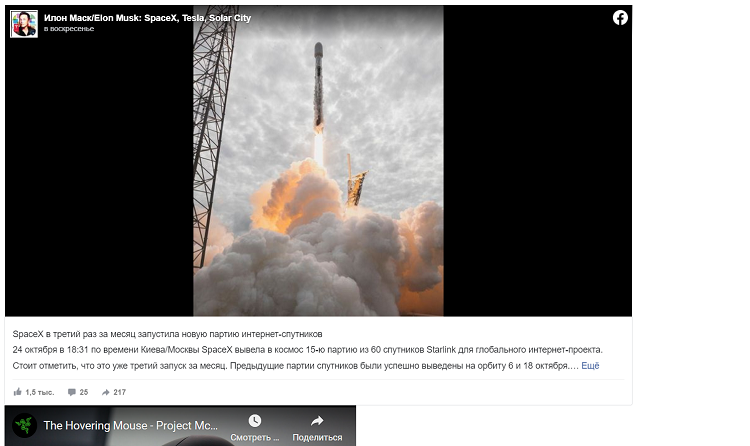 Илон Маск/Elon Musk: SpaceX, Tesla, Solar City
в воскресенье
SpaceX в третий раз за месяц запустила новую партию интернет-спутников
24 октября в 18:31 по времени Киева/Москвы SpaceX вывела в космос 15-ю партию из 60 спутников Starlink для глобального интернет-проекта.
Стоит отметить, что это уже третий запуск за месяц. Предыдущие партии спутников были успешно выведены на орбиту 6 и 18 октября.... Ещё
1,5 тыс. 25 217
The Hovering Mouse - Project Mc...
Смотреть ... Поделиться